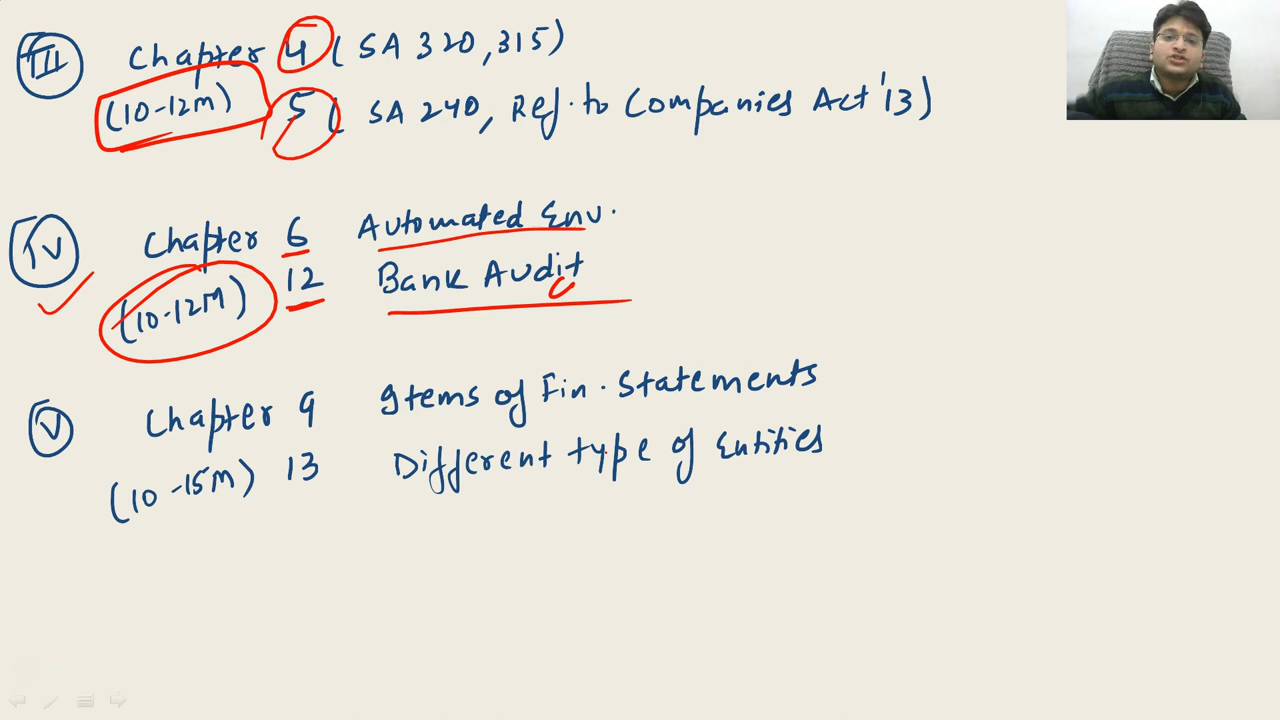 III Chapter 4 ( SA 320, 315)
(10-12M) 5 ( SA 240, Ref. to Companies Act '13)
IV Chapter 6 Automated Env.
(10-12M) 12 Bank Audit
V Chapter 9 Items of Fin. Statements
(10-15M) 13 Different type of Entities